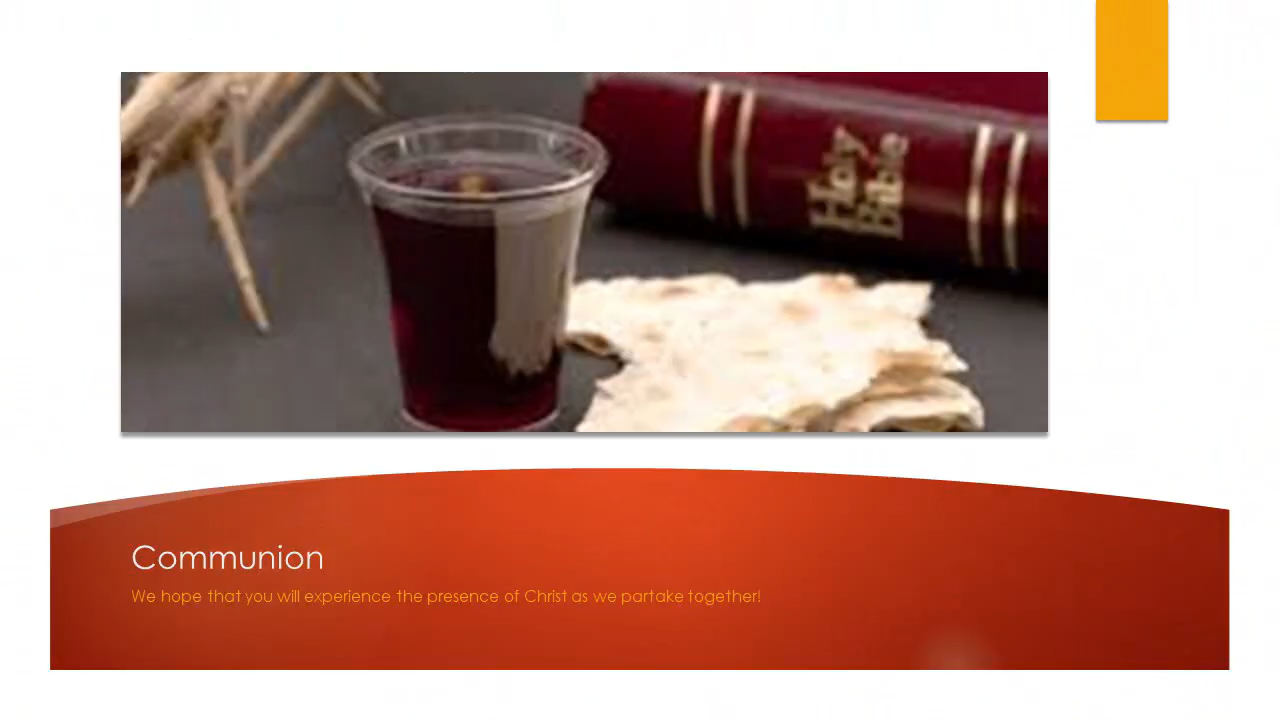 Holy
Bible
Communion
We hope that you will experience the presence of Christ as we partake together!